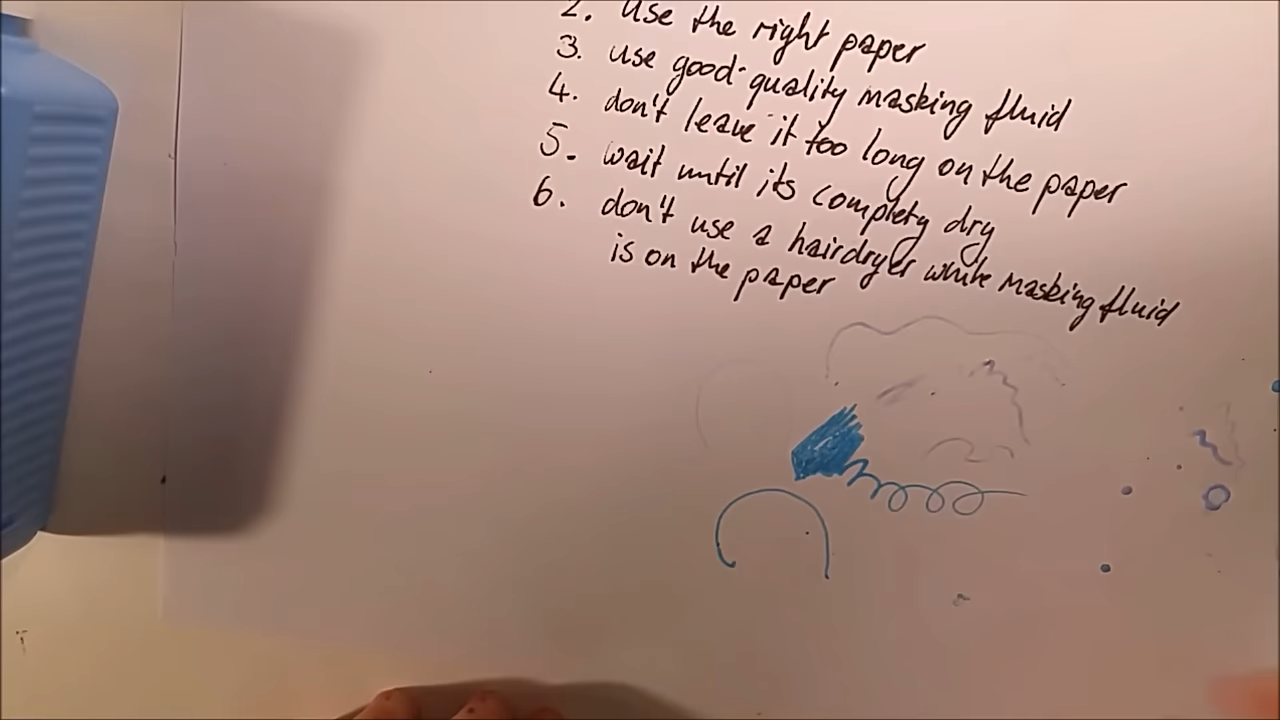 2. Use the right paper
3. use good quality masking fluid
4. don't leave it too long on the paper
5. wait until its complety dry
6. don't use a hairdryer while masking fluid
is on the paper